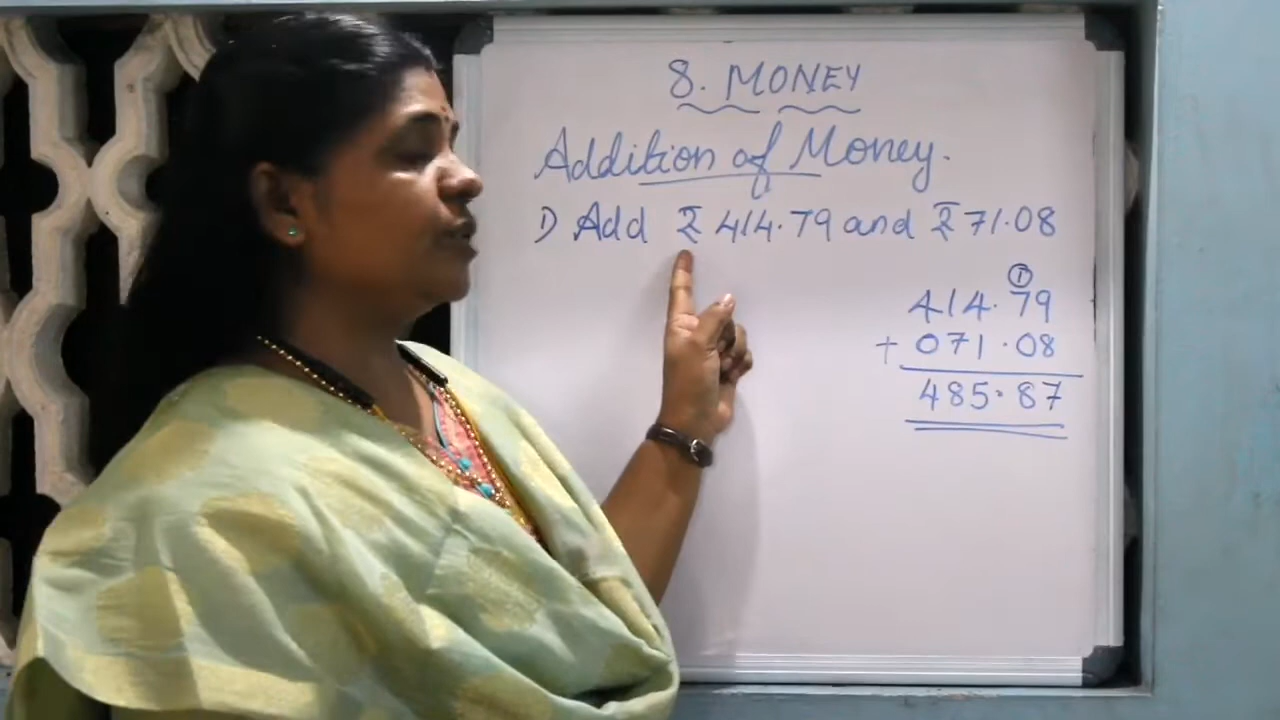 8. MONEY
Addition of Money.
1) Add ₹ 414.79 and ₹ 71.08
1
414.79
+ 071.08
485.87